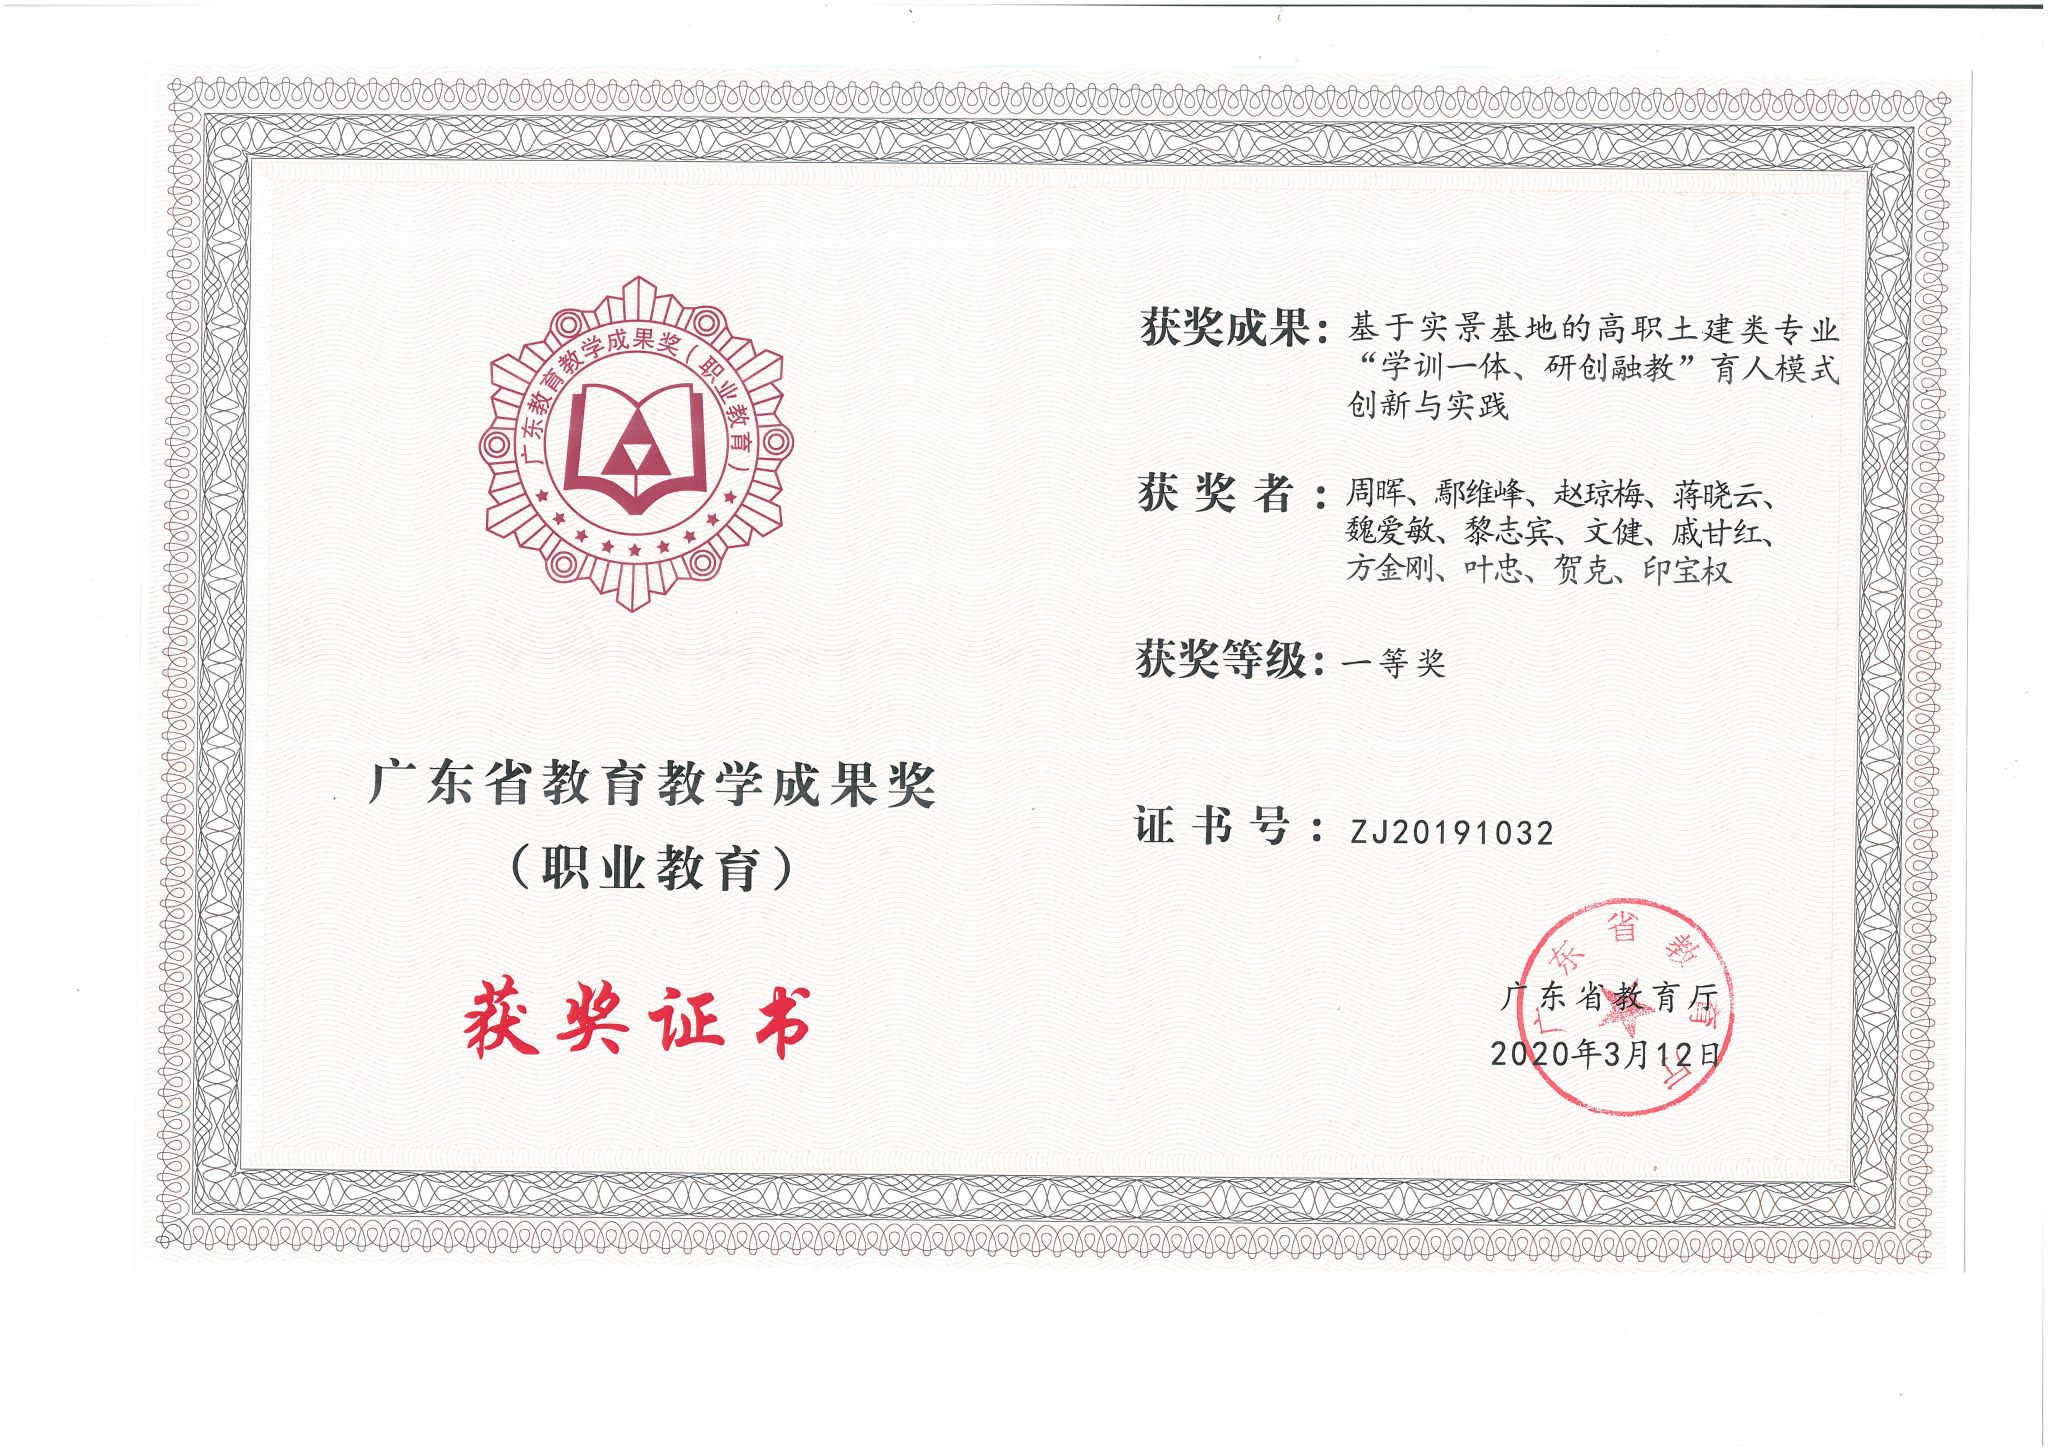 广东教育教学成果奖（职业教育）
广东省教育教学成果奖
（职业教育）
获奖证书
获奖成果：基于实景基地的高职土建类专业
“学训一体、研创融教”育人模式
创新与实践
获奖者：周晖、鄢维峰、赵琼梅、蒋晓云、
魏爱敏、黎志宾、文健、戚甘红、
方金刚、叶忠、贺克、印宝权
获奖等级：一等奖
证书号：ZJ20191032
广东省教育厅
广东省教育厅
2020年3月12日